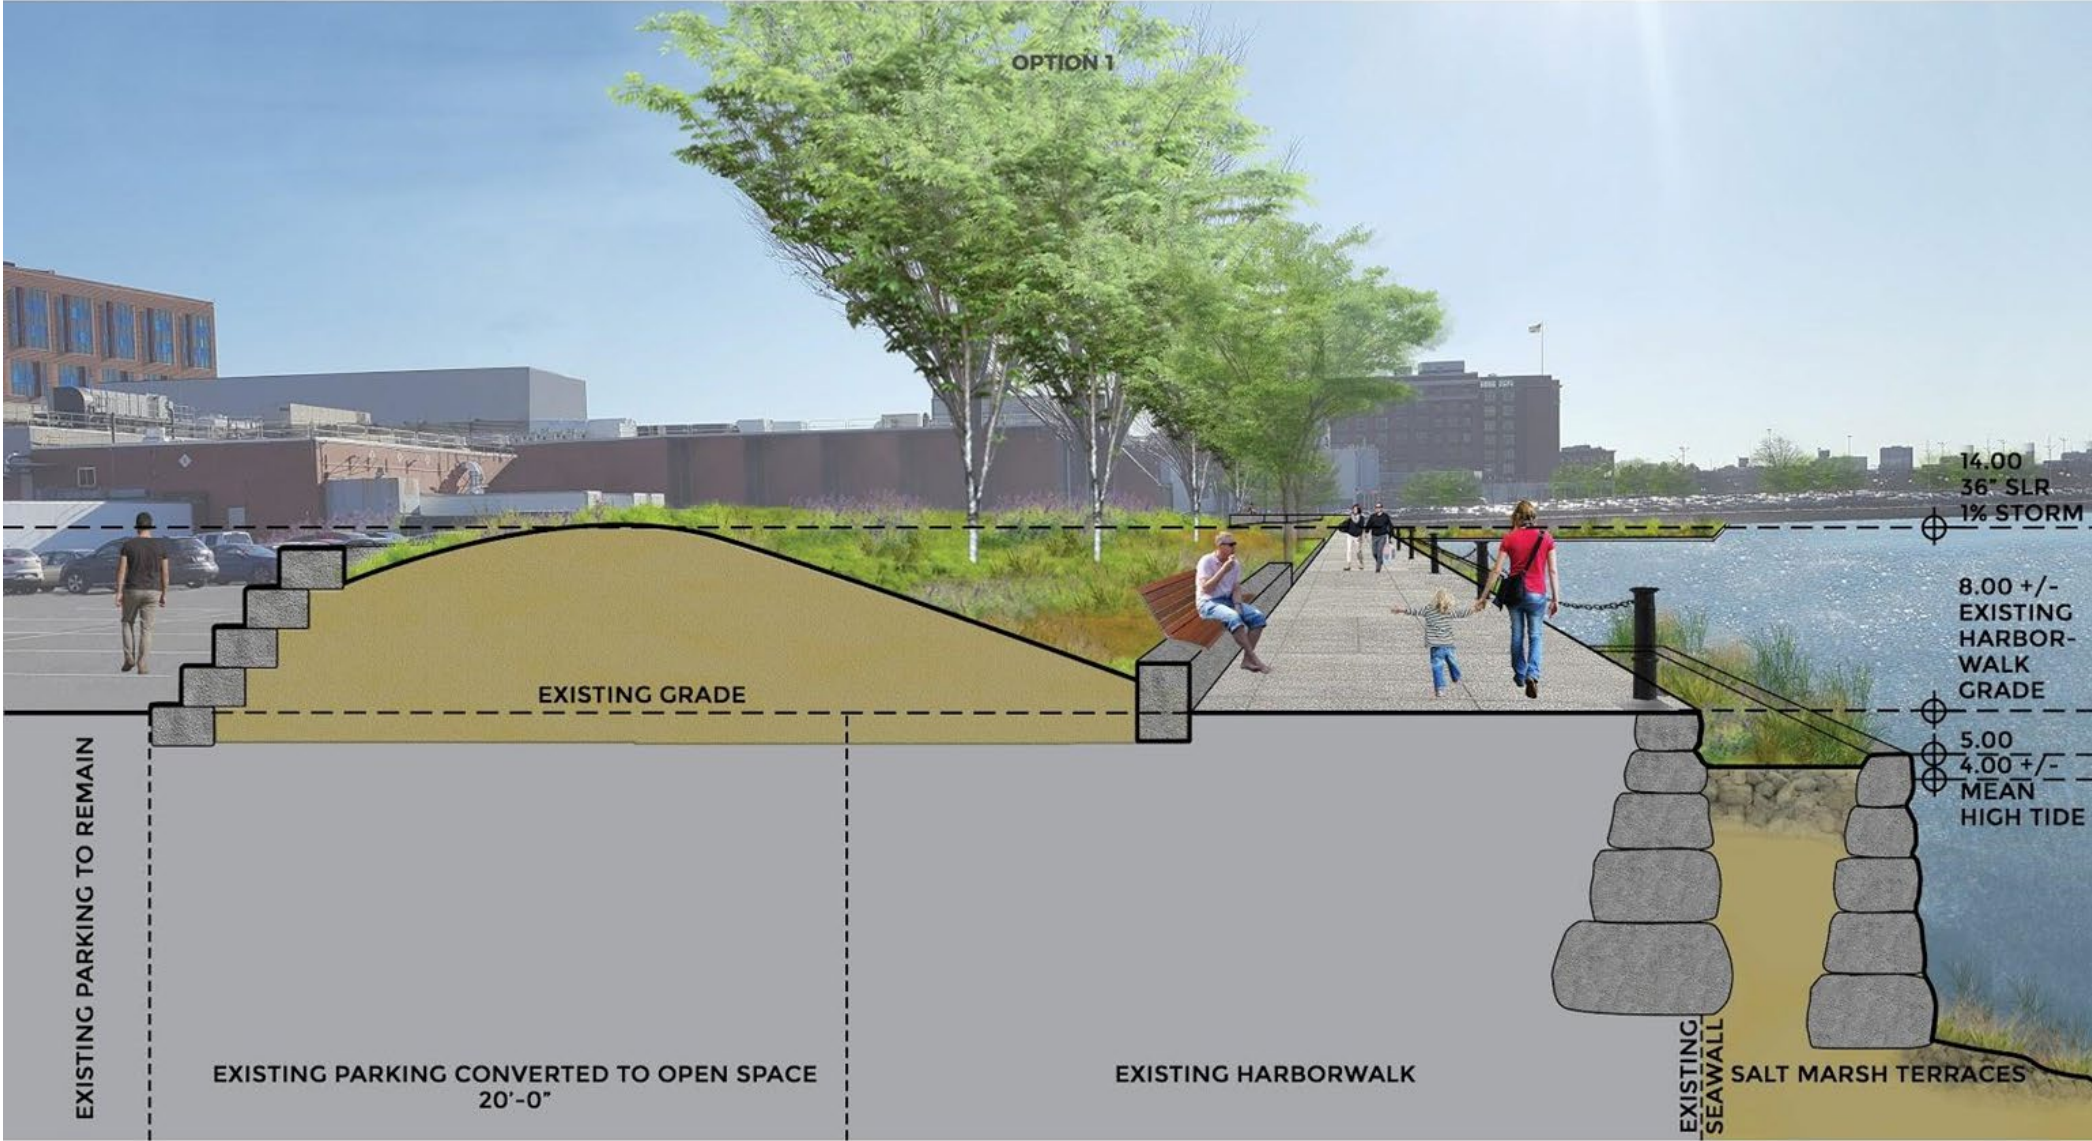 OPTION 1
14.00
36" SLR
1% STORM
8.00 +/-
EXISTING
HARBOR-
WALK
GRADE
EXISTING GRADE
5.00
4.00 +/-
MEAN
HIGH TIDE
EXISTING PARKING TO REMAIN
EXISTING PARKING CONVERTED TO OPEN SPACE
20'-0"
EXISTING HARBORWALK
EXISTING
SEAWALL
SALT MARSH TERRACES